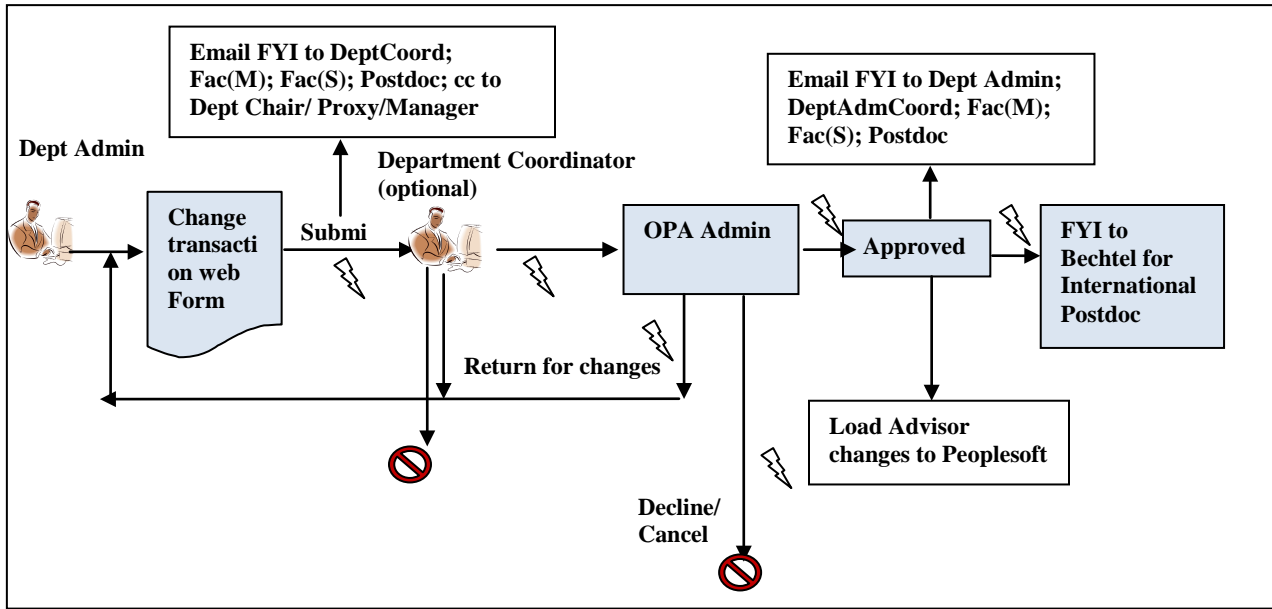 Email FYI to DeptCoord;
Fac(M); Fac(S); Postdoc; cc to
Dept Chair/ Proxy/Manager
Email FYI to Dept Admin;
DeptAdmCoord; Fac(M);
Fac(S); Postdoc
Dept Admin
Department Coordinator
(optional)
Change
transacti
on web
Form
Submi
OPA Admin
Approved
FYI to
Bechtel for
International
Postdoc
Return for changes
Load Advisor
changes to Peoplesoft
Decline/
Cancel